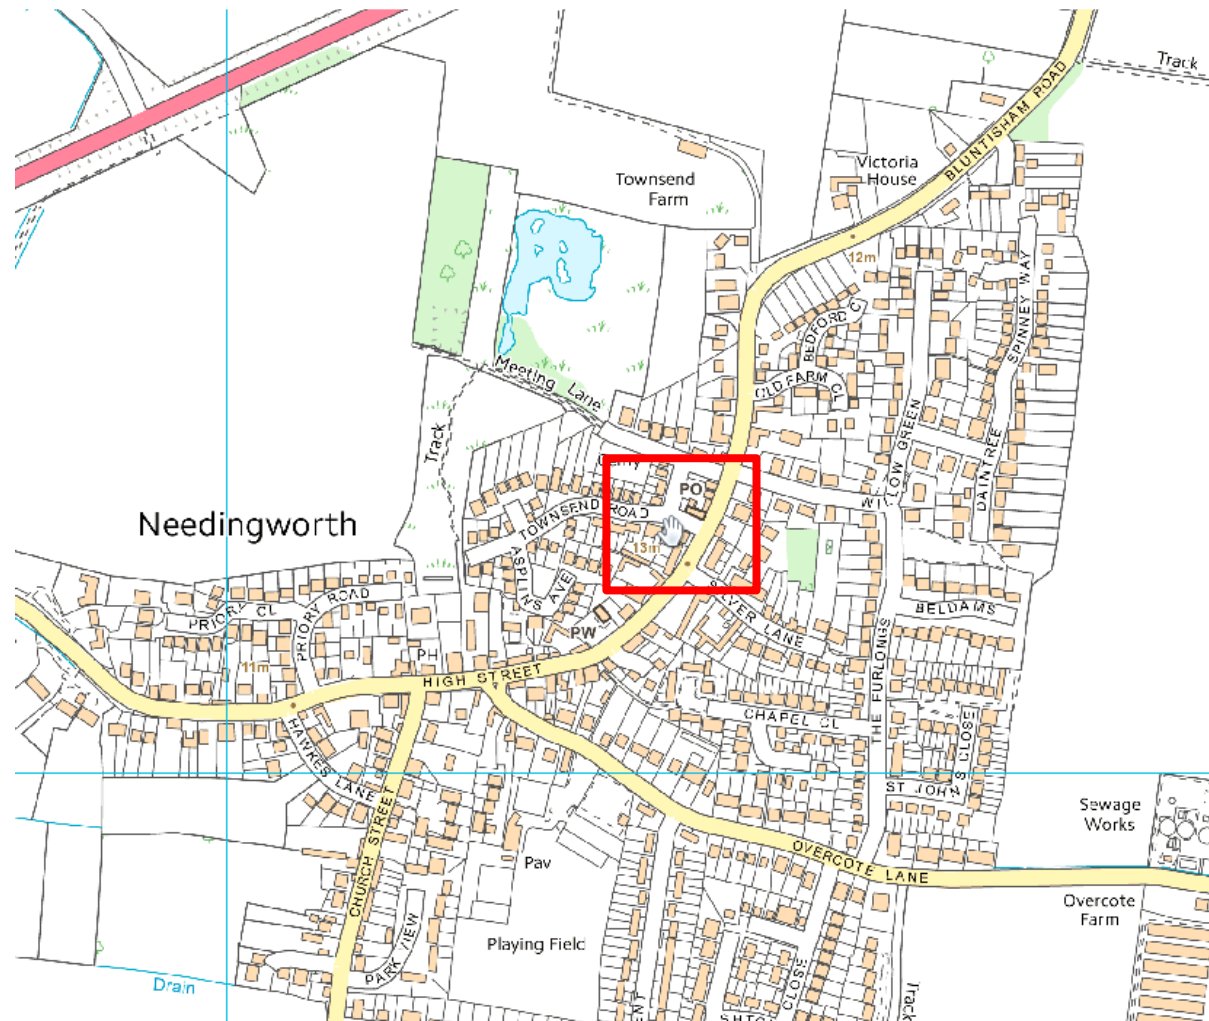 Track
BLUNTISHAM ROAD
Victoria
House
Townsend
Farm
12m
SPINNEY WAY
BEDFORD CL
OLD FARM CL
Meeting Lane
LOW GREEN
DAINTREE
Track
PO
TOWNSEND ROAD
Needingworth
13m
ASPLINS AVE
SILVER LANE
BELDAMS
PRIORY CL
PRIORY ROAD
PW
PH
11m
HIGH STREET
THE FURLONGS
CHAPEL CL
HAWKES LANE
ST JOHN'S CLOSE
CHURCH STREET
Sewage
Works
OVERCOTE LANE
Pav
Overcote
Farm
PARK VIEW
Playing Field
Drain
CLOSE
Track